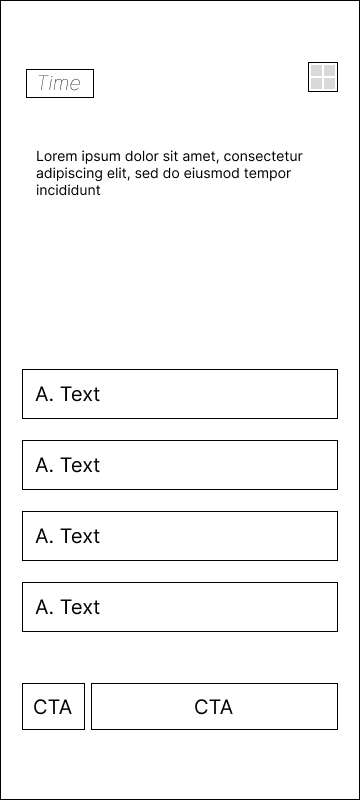 Time
Lorem ipsum dolor sit amet, consectetur
adipiscing elit, sed do eiusmod tempor
incididunt
A. Text
A. Text
A. Text
A. Text
CTA
CTA